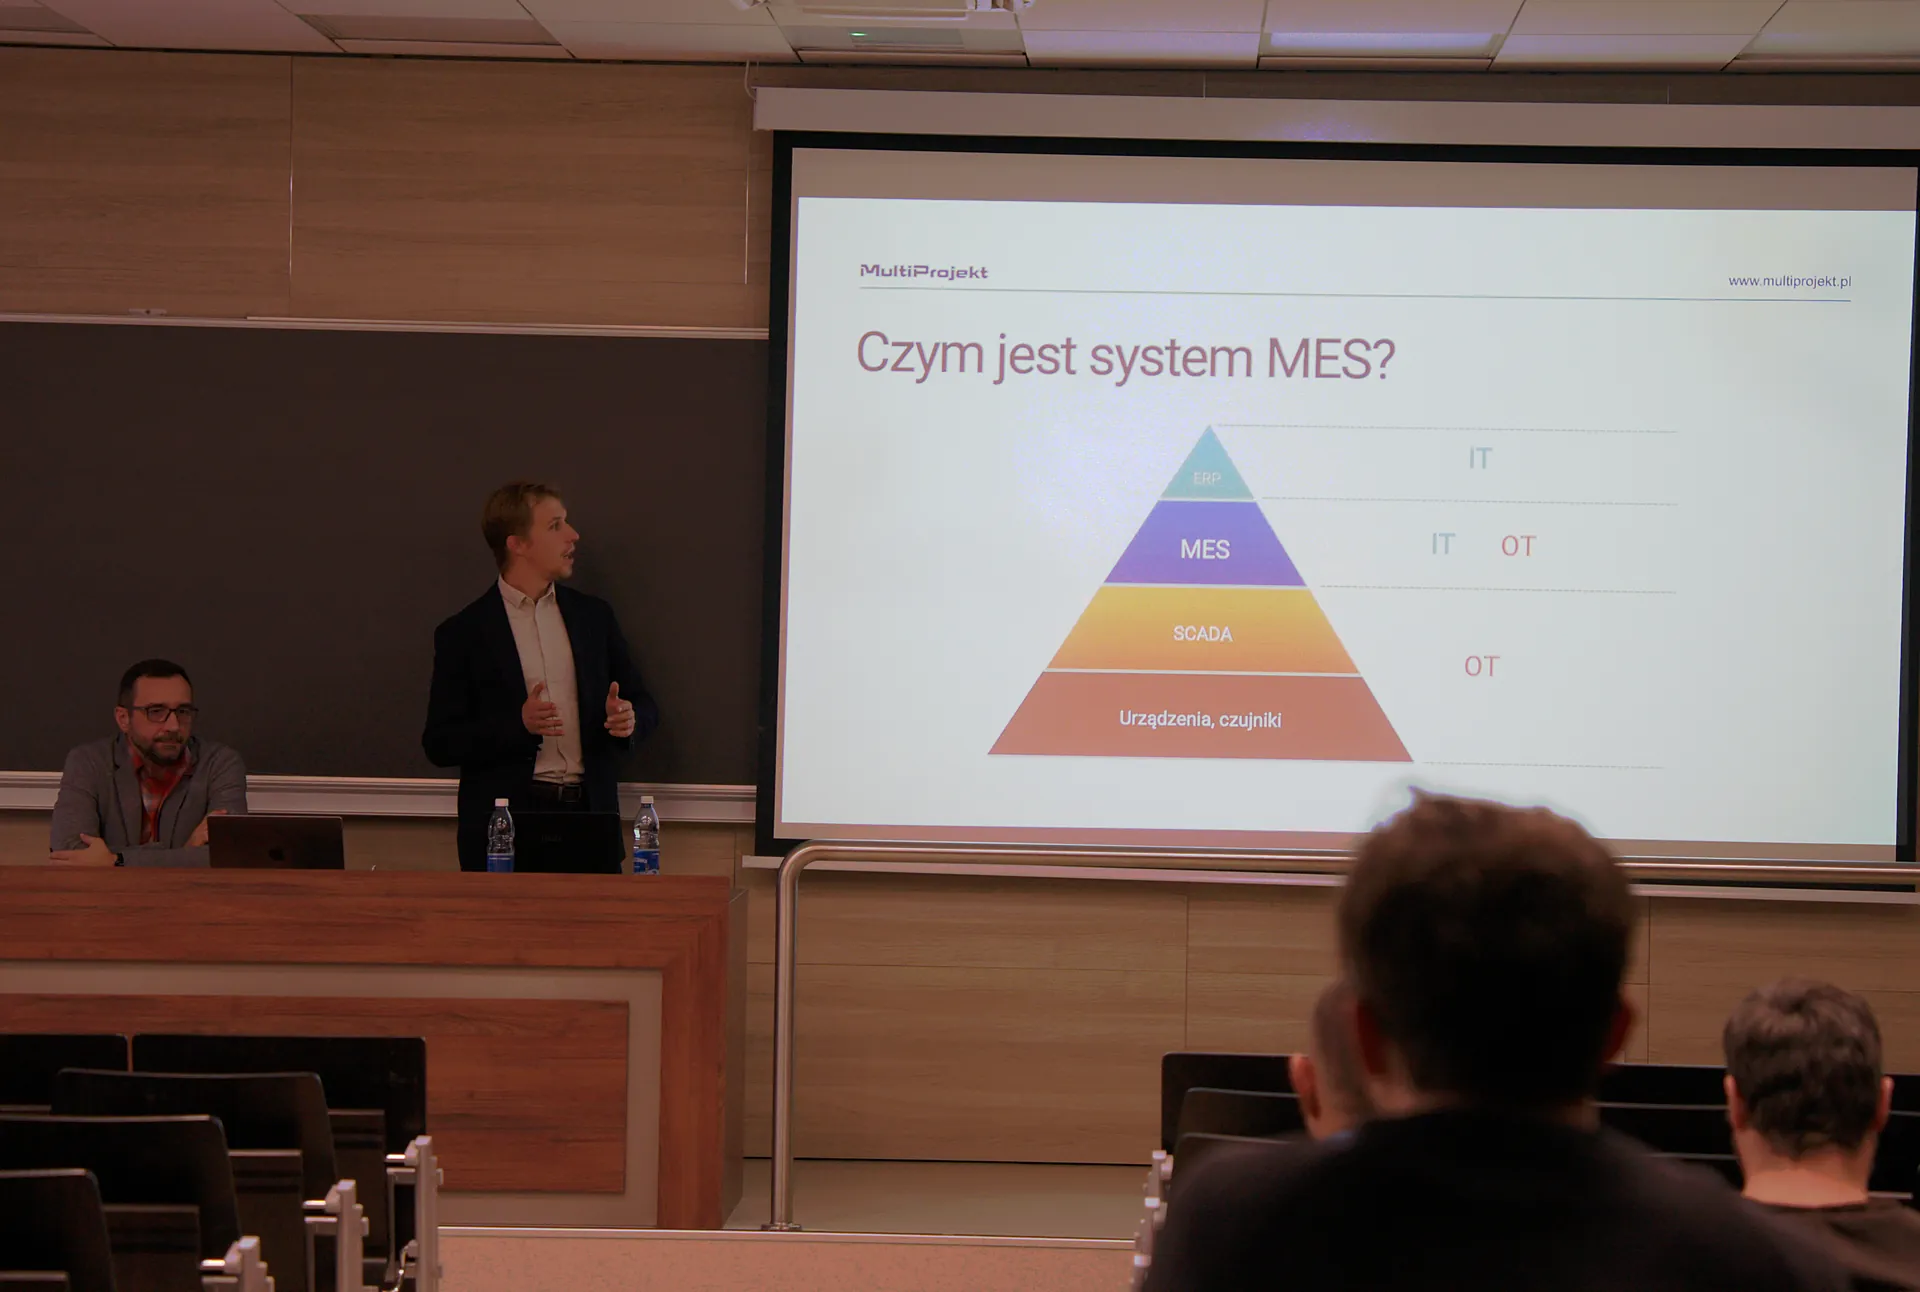 MultiProjekt
www.multiprojekt.pl
Czym jest system MES?
ERP
IT
MES
IT OT
SCADA
OT
Urządzenia, czujniki